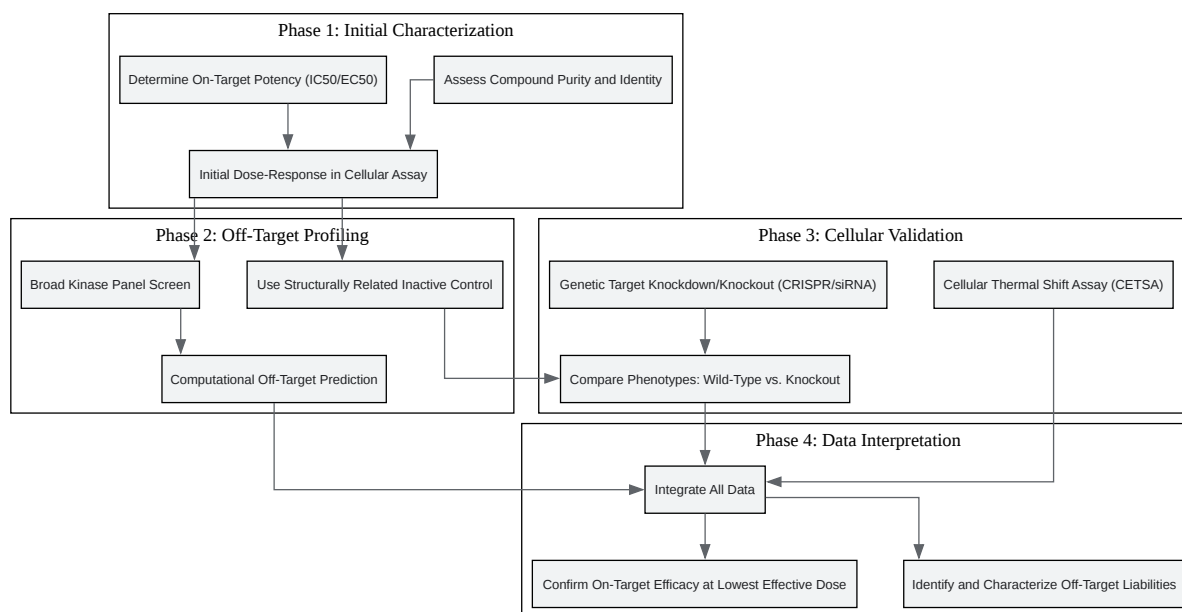 Phase 1: Initial Characterization
Determine On-Target Potency (IC50/EC50)
Assess Compound Purity and Identity
Initial Dose-Response in Cellular Assay
Phase 2: Off-Target Profiling
Broad Kinase Panel Screen
Use Structurally Related Inactive Control
Computational Off-Target Prediction
Phase 3: Cellular Validation
Genetic Target Knockdown/Knockout (CRISPR/siRNA)
Cellular Thermal Shift Assay (CETSA)
Compare Phenotypes: Wild-Type vs. Knockout
Phase 4: Data Interpretation
Integrate All Data
Confirm On-Target Efficacy at Lowest Effective Dose
Identify and Characterize Off-Target Liabilities